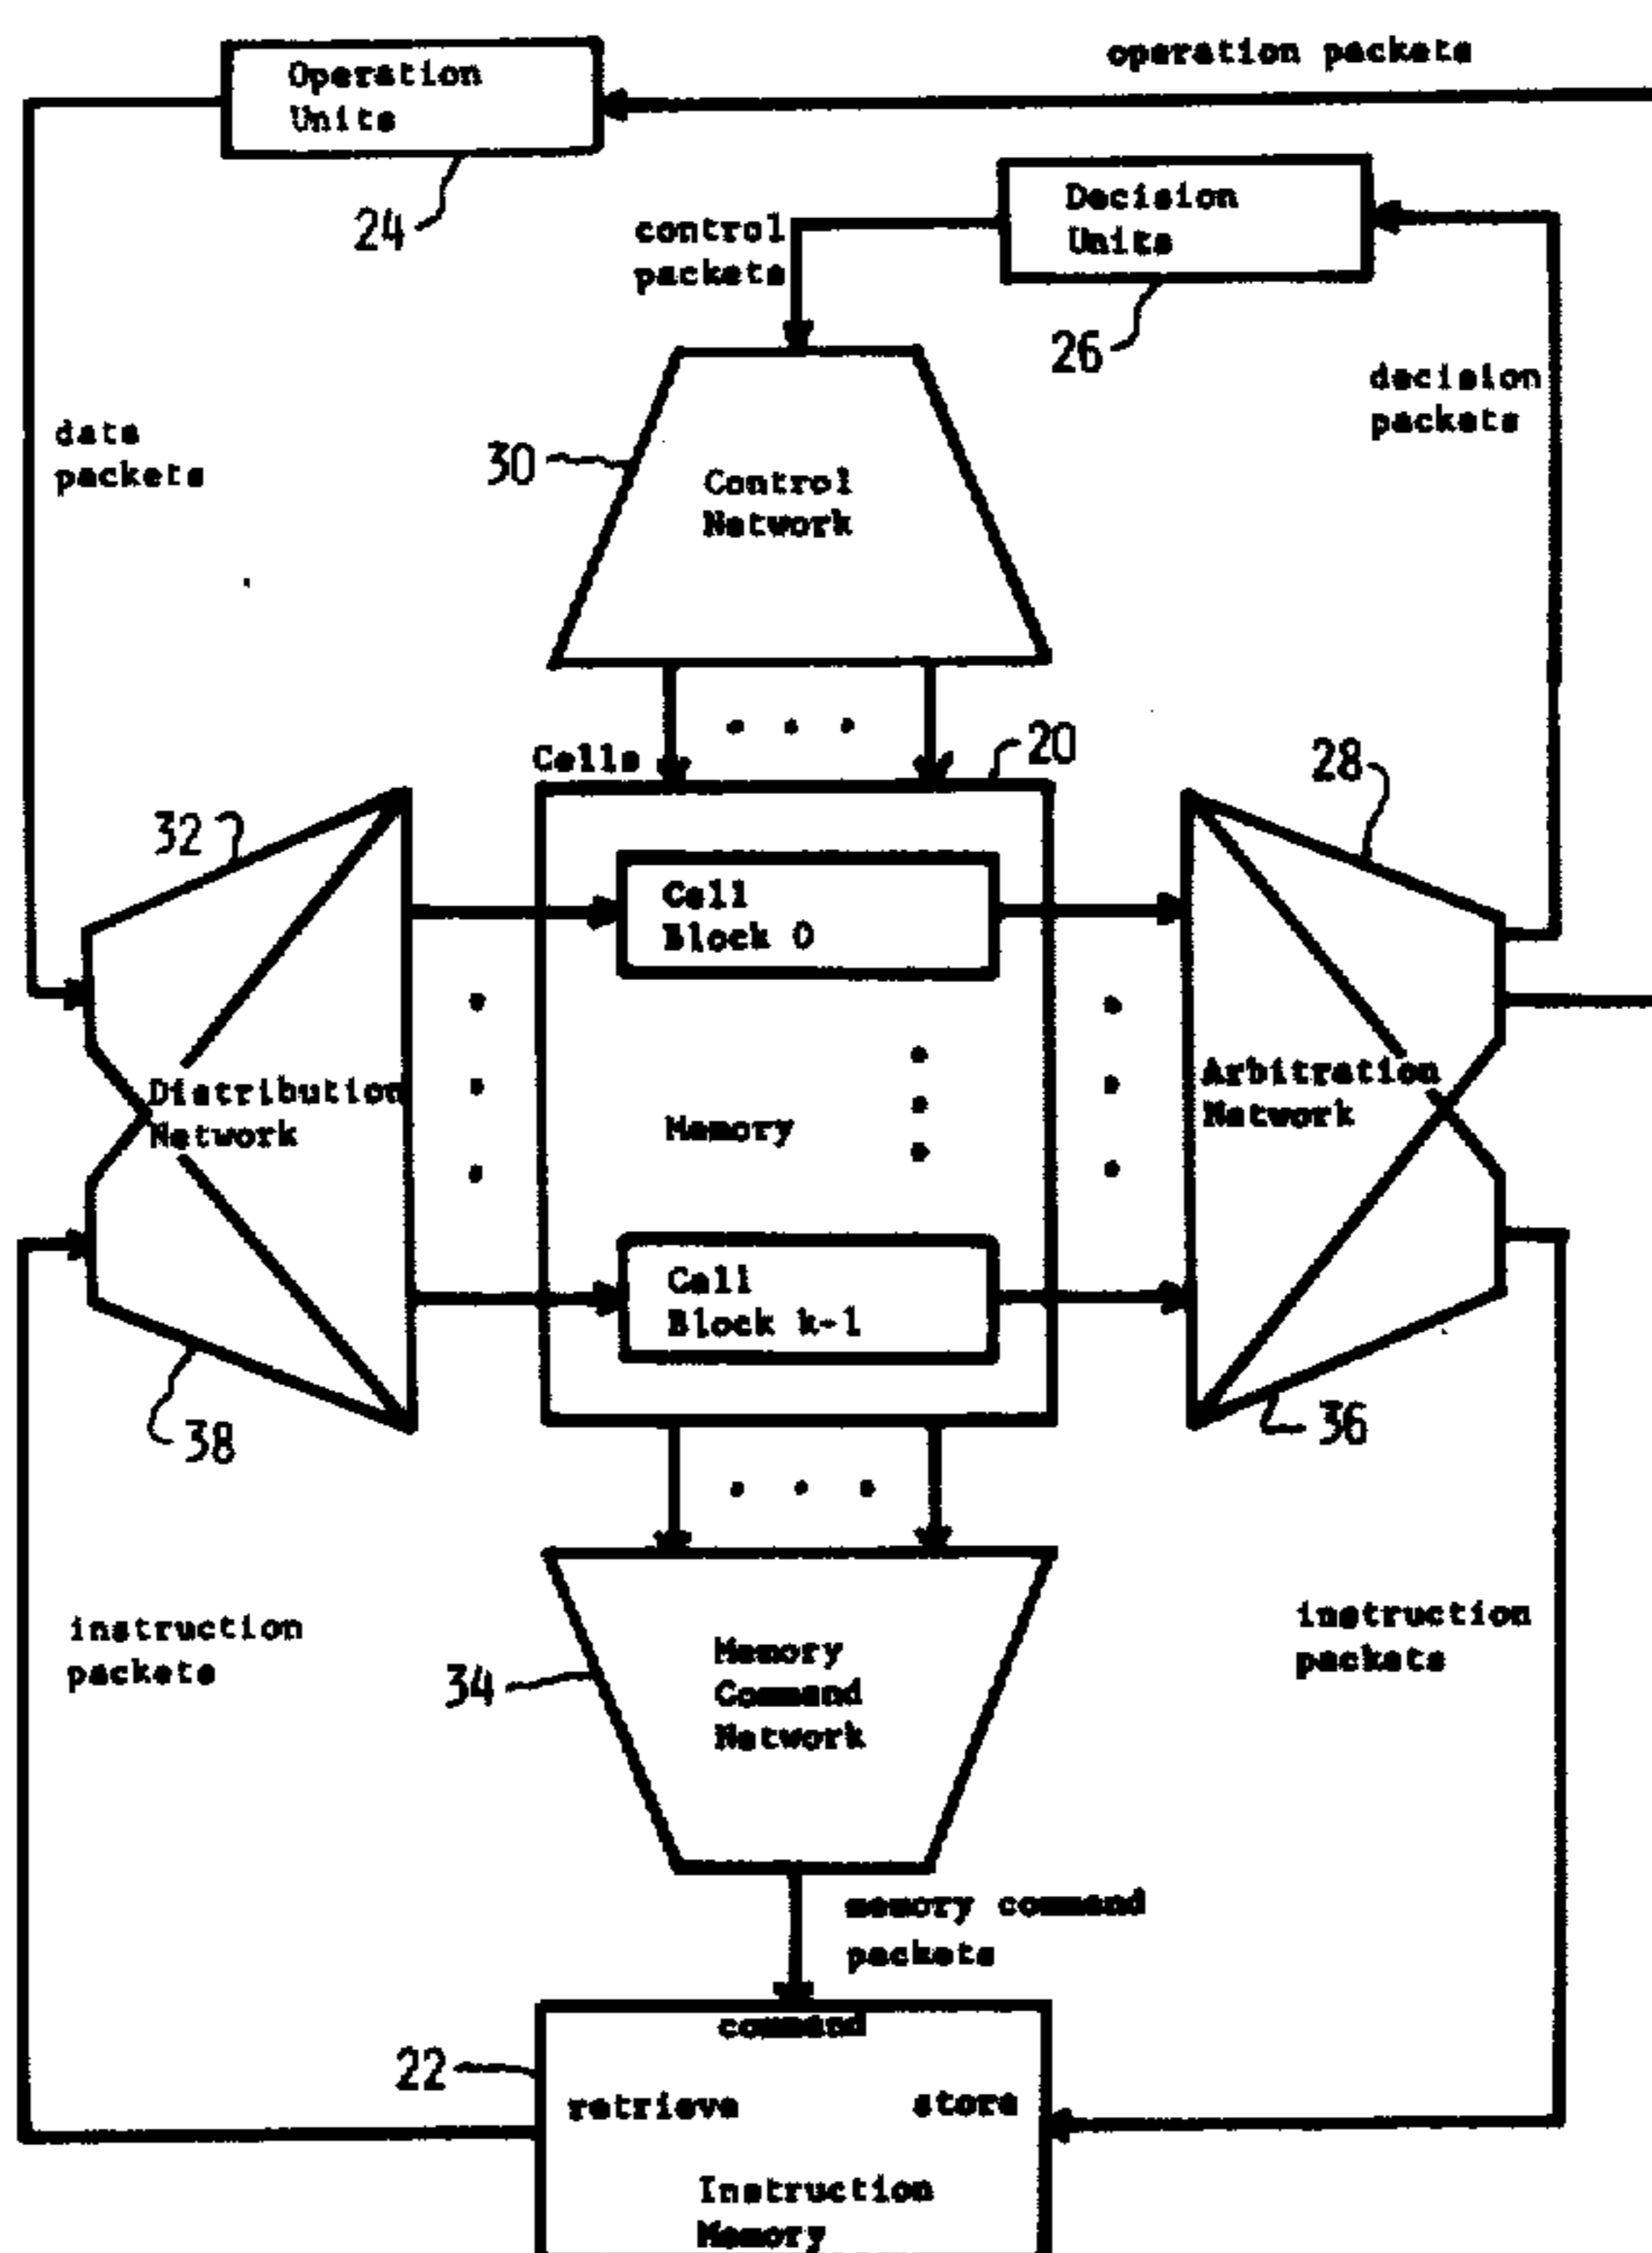 Operation
Units
operation packets
24
Decision
Units
control
packets
26
decision
packets
data
packets
30
Control
Network
Cells
20
28
32
Cell
Block 0
Distribution
Network
Memory
Arbitration
Network
Cell
Block k-1
38
36
instruction
packets
34
Memory
Command
Network
instruction
packets
memory command
packets
22
command
retrieve
store
Instruction
Memory